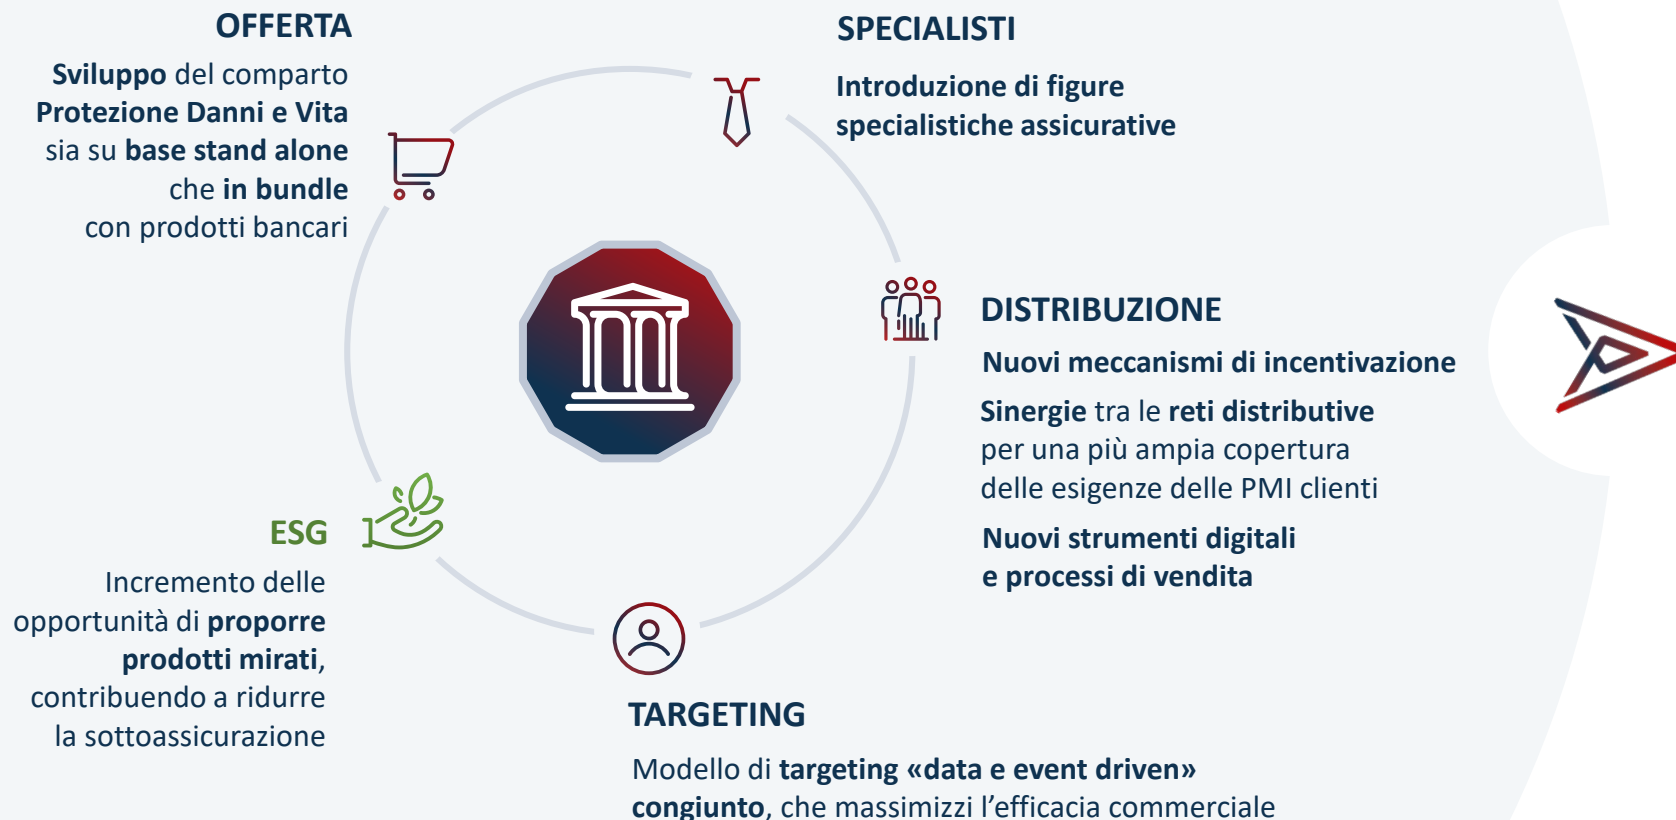 OFFERTA
Sviluppo del comparto
Protezione Danni e Vita
sia su base stand alone
che in bundle
con prodotti bancari
SPECIALISTI
Introduzione di figure
specialistiche assicurative
DISTRIBUZIONE
Nuovi meccanismi di incentivazione
Sinergie tra le reti distributive
per una più ampia copertura
delle esigenze delle PMI clienti
Nuovi strumenti digitali
e processi di vendita
ESG
Incremento delle
opportunità di proporre
prodotti mirati,
contribuendo a ridurre
la sottoassicurazione
TARGETING
Modello di targeting «data e event driven»
congiunto, che massimizzi l'efficacia commerciale